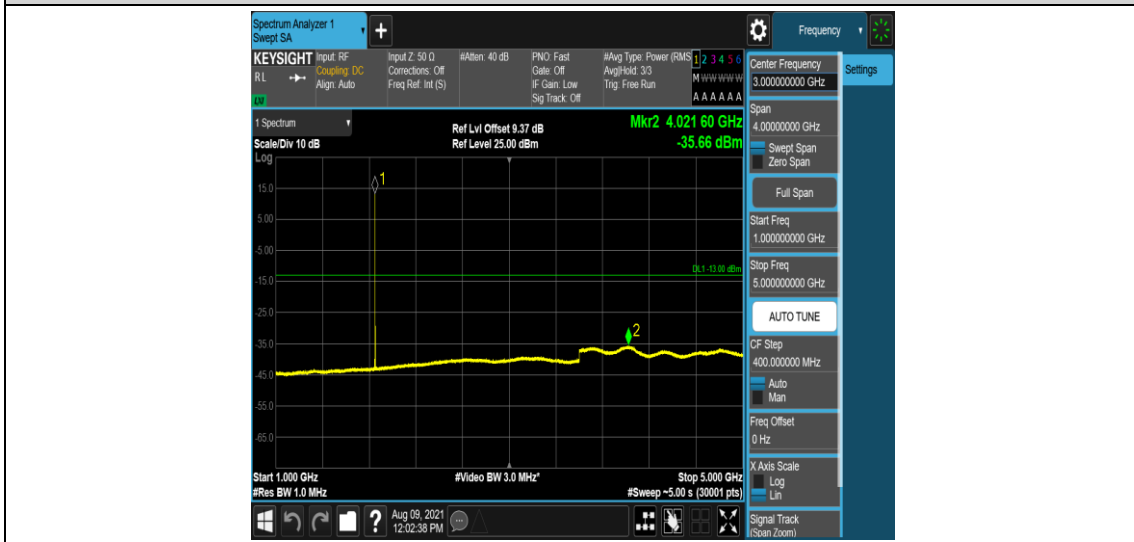 Spectrum Analyzer 1
Swept SA
+
Frequency
KEYSIGHT
RL
Input: RF
Coupling: DC
Align: Auto
Input Z: 50 Ω
Corrections: Off
Freq Ref: Int (S)
#Atten: 40 dB
PNO: Fast
Gate: Off
IF Gain: Low
Sig Track: Off
#Avg Type: Power (RMS
Avg|Hold: 3/3
Trig: Free Run
1 2 3 4 5 6
M W W W W W
A A A A A A
1 Spectrum
Scale/Div 10 dB
Log
Ref Lvl Offset 9.37 dB
Ref Level 25.00 dBm
Mkr2 4.021 60 GHz
-35.66 dBm
15.0
5.00
-5.00
-15.0
-25.0
-35.0
-45.0
-55.0
-65.0
1
DL1 -13.00 dBm
2
Start 1.000 GHz
#Res BW 1.0 MHz
#Video BW 3.0 MHz*
Stop 5.000 GHz
#Sweep ~5.00 s (30001 pts)
Center Frequency
3.000000000 GHz
Settings
Span
4.00000000 GHz
Swept Span
Zero Span
Full Span
Start Freq
1.000000000 GHz
Stop Freq
5.000000000 GHz
AUTO TUNE
CF Step
400.000000 MHz
Auto
Man
Freq Offset
0 Hz
X Axis Scale
Log
Lin
Signal Track
(Span Zoom)
?
Aug 09, 2021
12:02:38 PM